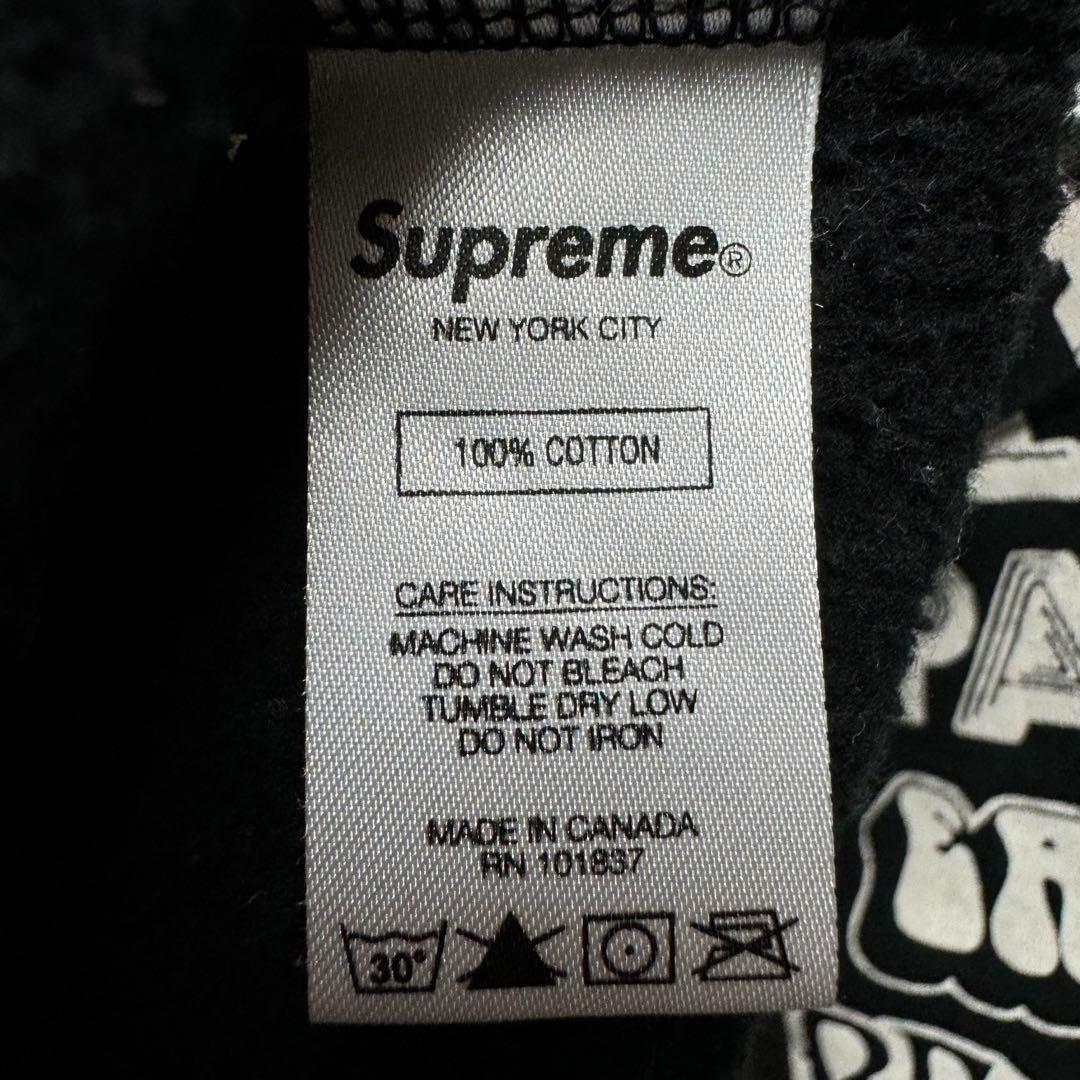 Supreme®
NEW YORK CITY
100% COTTON
CARE INSTRUCTIONS:
MACHINE WASH COLD
DO NOT BLEACH
TUMBLE DRY LOW
DO NOT IRON
MADE IN CANADA
RN 101837
30°